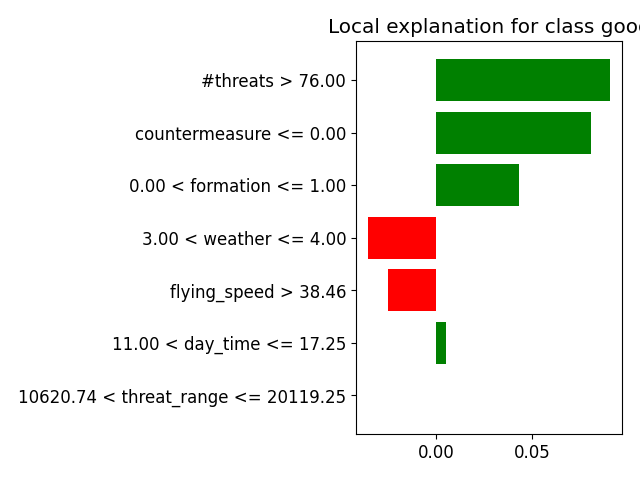 Local explanation for class good
#threats > 76.00
countermeasure <= 0.00
0.00 < formation <= 1.00
3.00 < weather <= 4.00
flying_speed > 38.46
11.00 < day_time <= 17.25
10620.74 < threat_range <= 20119.25
0.00 0.05